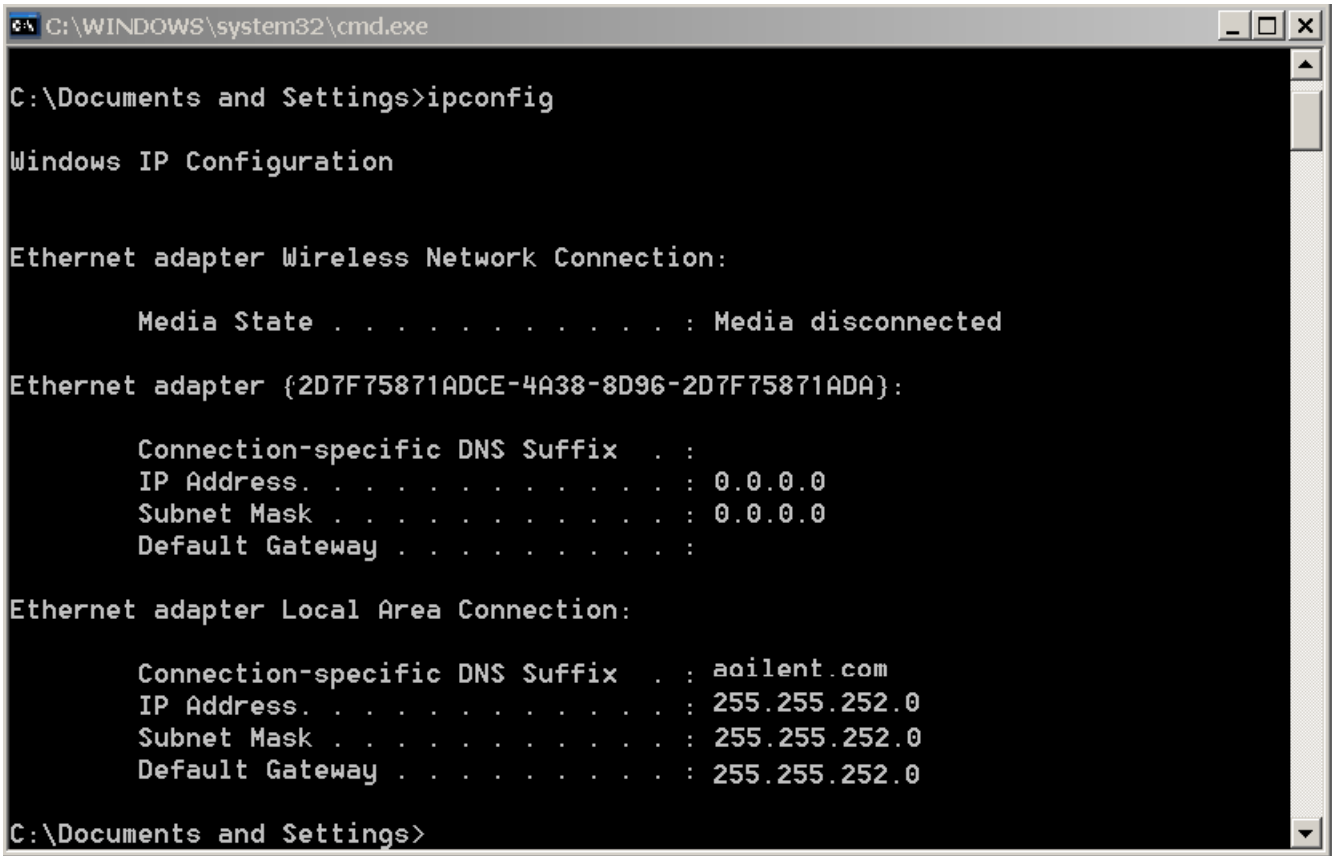 C:\WINDOWS\system32\cmd.exe
C:\Documents and Settings>ipconfig
Windows IP Configuration
Ethernet adapter Wireless Network Connection:
Media State . . . . . . . . . . . : Media disconnected
Ethernet adapter {2D7F75871ADCE-4A38-8D96-2D7F75871ADA}:
Connection-specific DNS Suffix . :
IP Address. . . . . . . . . . . . : 0.0.0.0
Subnet Mask . . . . . . . . . . . : 0.0.0.0
Default Gateway . . . . . . . . . :
Ethernet adapter Local Area Connection:
Connection-specific DNS Suffix . : agilent.com
IP Address. . . . . . . . . . . . : 255.255.252.0
Subnet Mask . . . . . . . . . . . : 255.255.252.0
Default Gateway . . . . . . . . . : 255.255.252.0
C:\Documents and Settings>